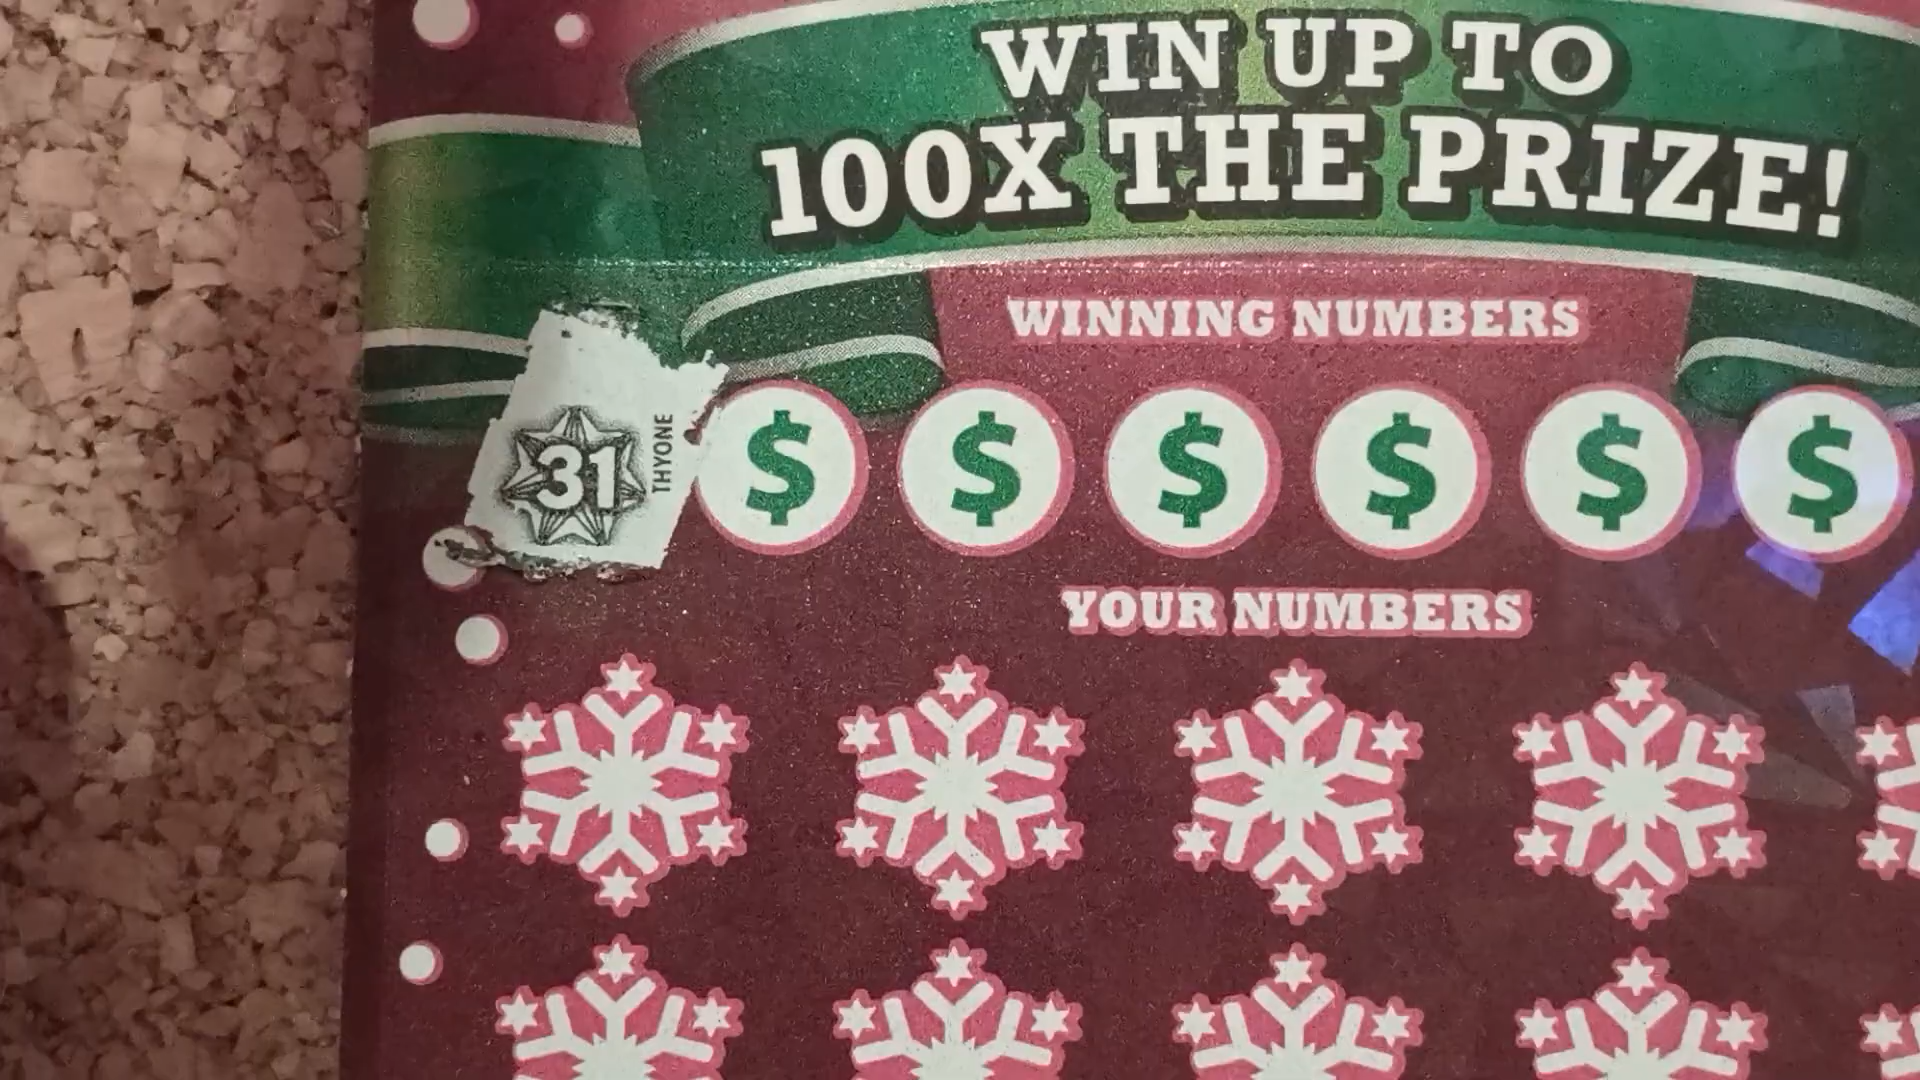 WIN UP TO
100X THE PRIZE!
WINNING NUMBERS
31
THYONE
$ $ $ $ $ $
YOUR NUMBERS